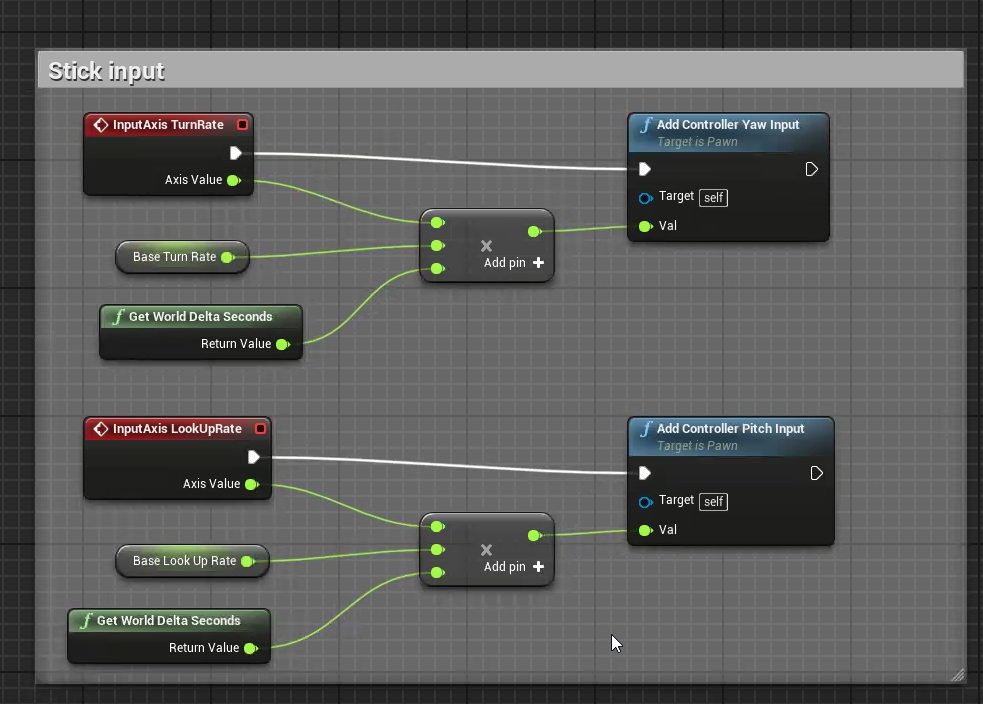 Stick input
InputAxis TurnRate
Axis Value
Base Turn Rate
f Get World Delta Seconds
Return Value
×
Add pin +
f Add Controller Yaw Input
Target is Pawn
Target self
Val
InputAxis LookUpRate
Axis Value
Base Look Up Rate
f Get World Delta Seconds
Return Value
×
Add pin +
f Add Controller Pitch Input
Target is Pawn
Target self
Val